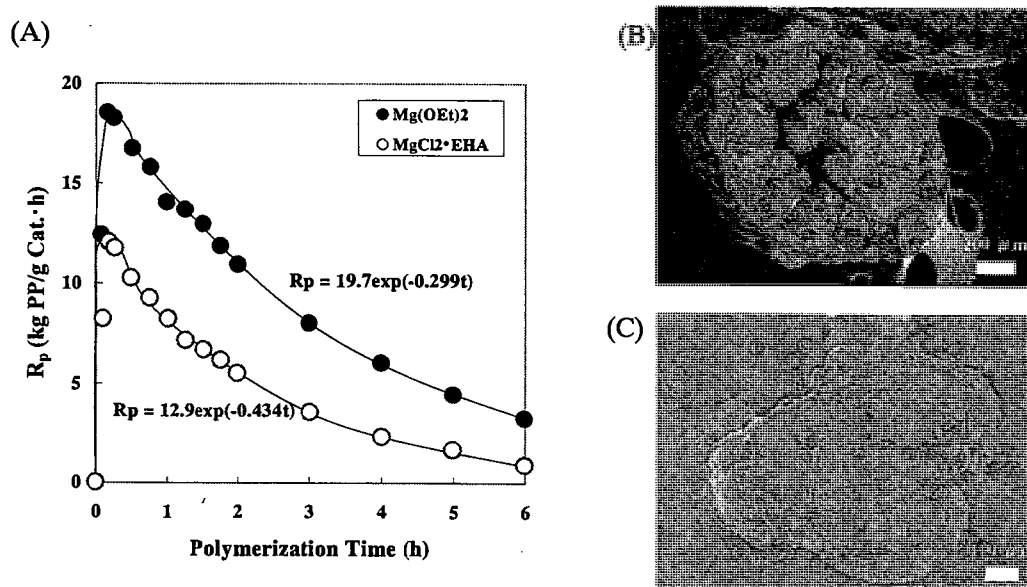 (A)
20
15
10
5
0
R_p (kg PP/g Cat.·h)
Mg(OEt)2
MgCl2·EHA
Rp = 19.7exp(-0.299t)
Rp = 12.9exp(-0.434t)
0 1 2 3 4 5 6
Polymerization Time (h)
(B)
(C)